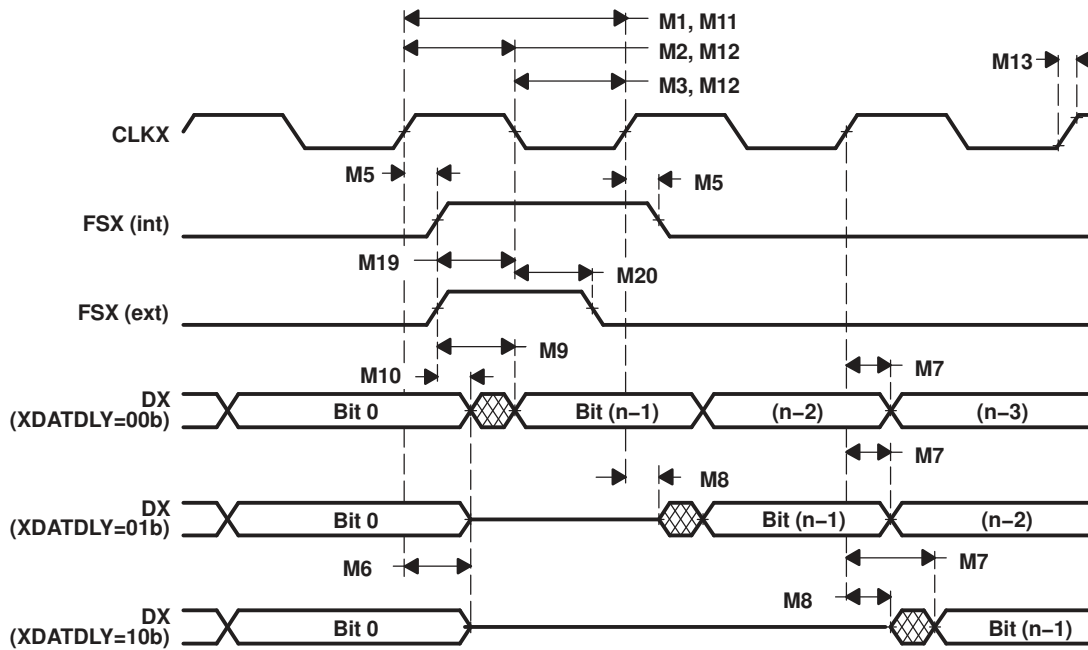 M1, M11
M2, M12
M13
M3, M12
CLKX
M5
M5
FSX (int)
M19
M20
FSX (ext)
M9
M10
M7
DX
(XDATDLY=00b)
Bit 0
Bit (n−1)
(n−2)
(n−3)
M7
M8
DX
(XDATDLY=01b)
Bit 0
Bit (n−1)
(n−2)
M6
M7
M8
DX
(XDATDLY=10b)
Bit 0
Bit (n−1)